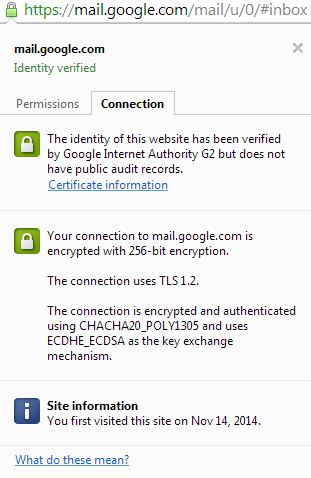 https://mail.google.com/mail/u/0/#inbox
mail.google.com
Identity verified
Permissions Connection
The identity of this website has been verified
by Google Internet Authority G2 but does not
have public audit records.
Certificate information
Your connection to mail.google.com is
encrypted with 256-bit encryption.
The connection uses TLS 1.2.
The connection is encrypted and authenticated
using CHACHA20_POLY1305 and uses
ECDHE_ECDSA as the key exchange
mechanism.
Site information
You first visited this site on Nov 14, 2014.
What do these mean?